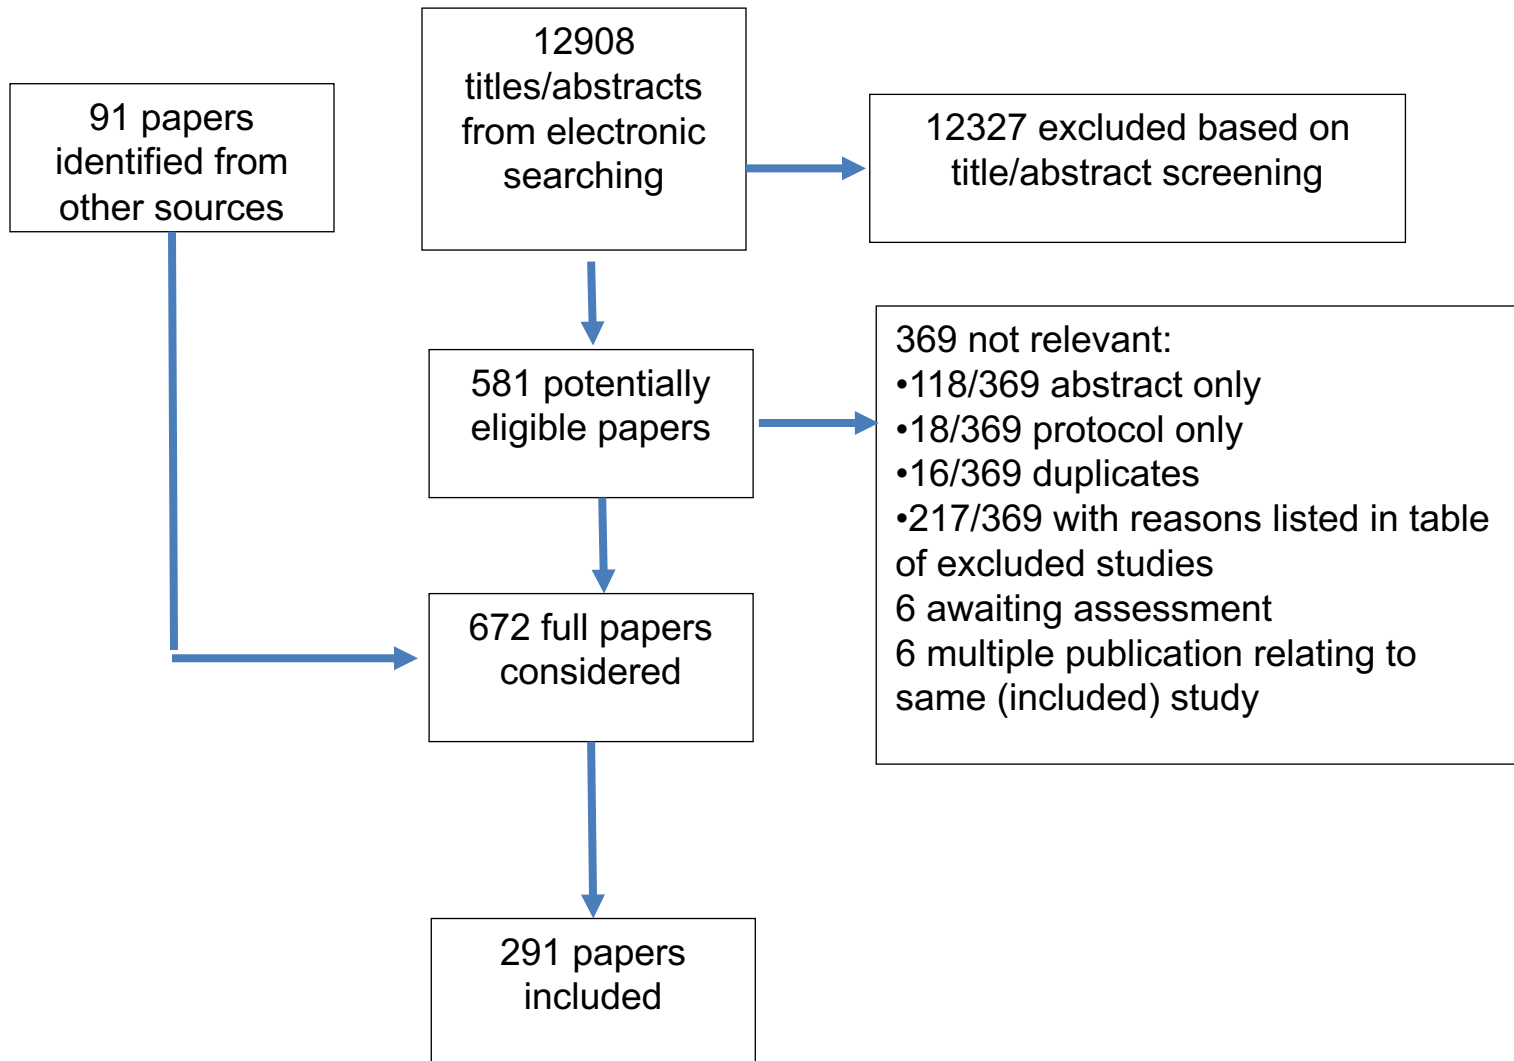 12908
titles/abstracts
from electronic
searching
91 papers
identified from
other sources
12327 excluded based on
title/abstract screening
581 potentially
eligible papers
369 not relevant:
•118/369 abstract only
•18/369 protocol only
•16/369 duplicates
•217/369 with reasons listed in table
of excluded studies
6 awaiting assessment
6 multiple publication relating to
same (included) study
672 full papers
considered
291 papers
included